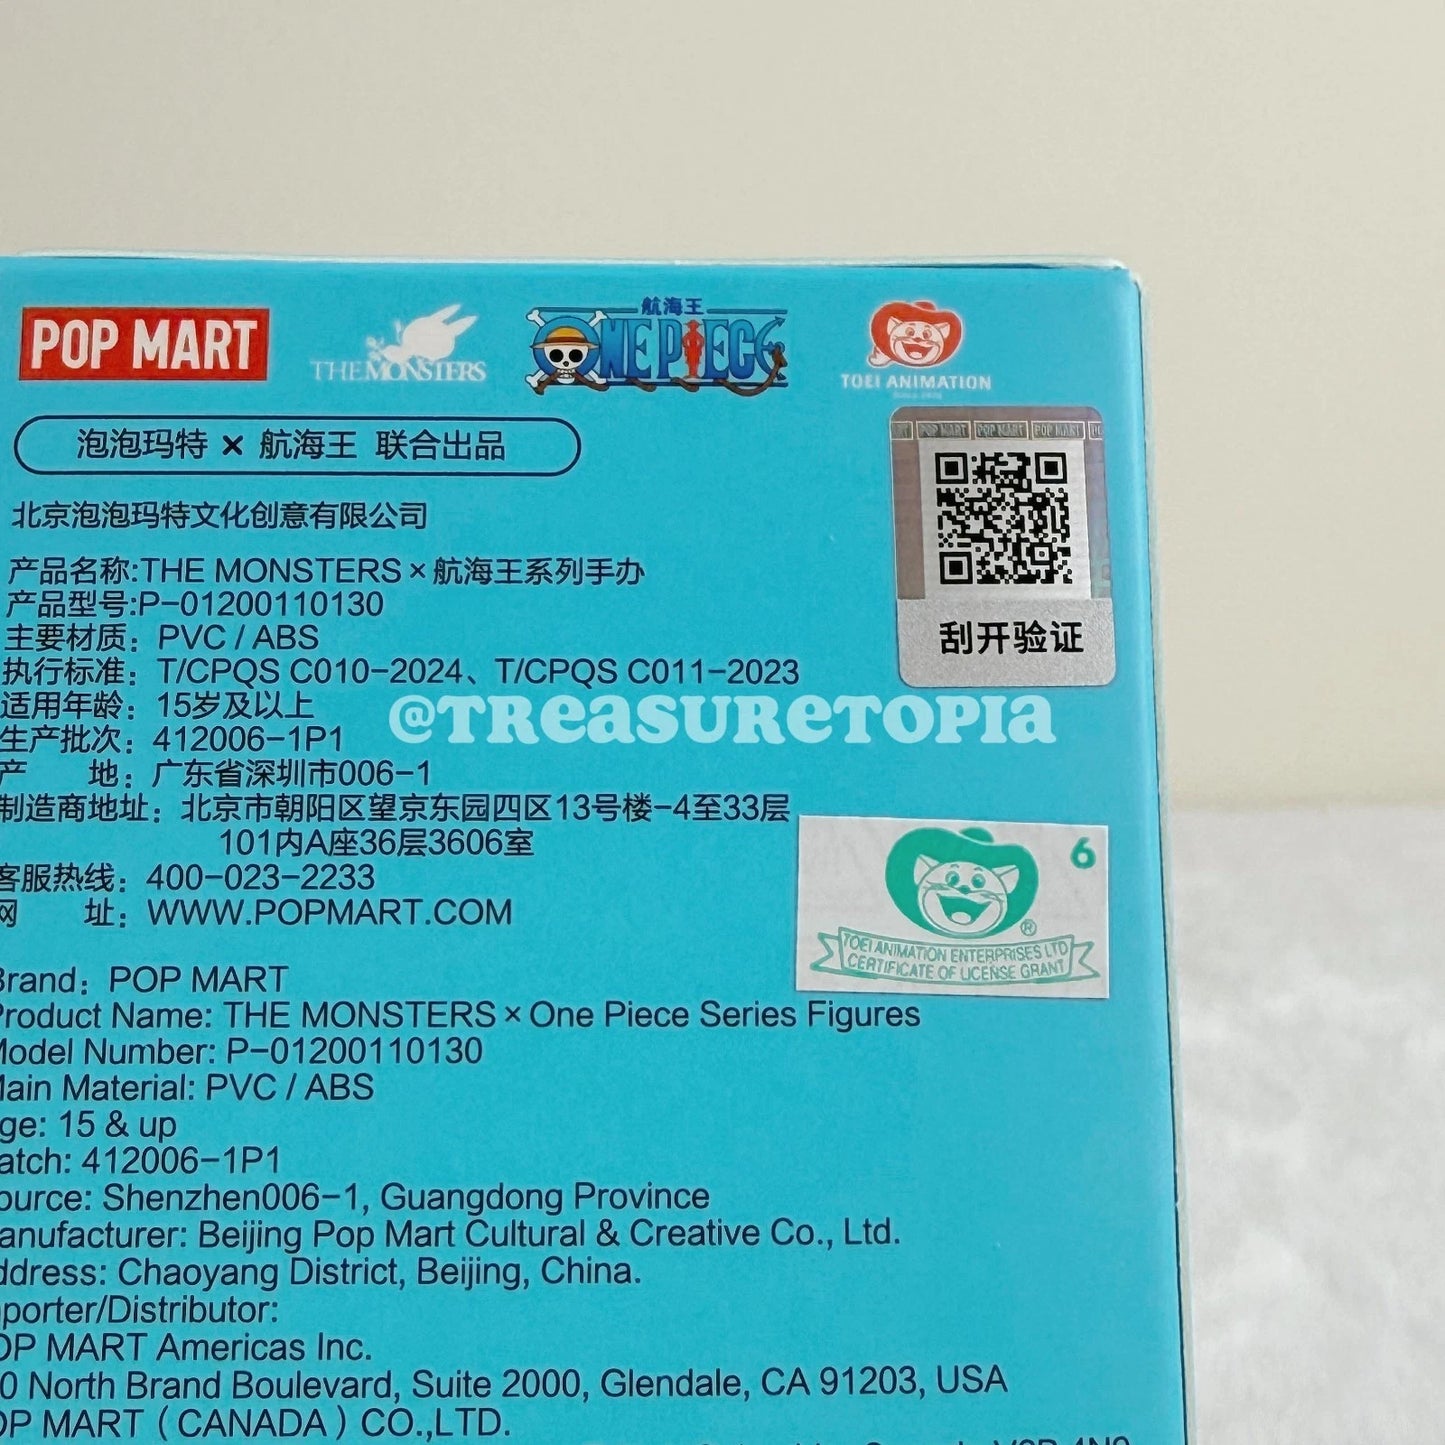 POP MART
THE MONSTERS
航海王
ONE PIECE
TOEI ANIMATION
泡泡玛特 × 航海王 联合出品
POP MART POP MART POP MART
北京泡泡玛特文化创意有限公司
刮开验证
产品名称:THE MONSTERS × 航海王系列手办
产品型号:P-01200110130
主要材质： PVC / ABS
执行标准： T/CPQS C010-2024、T/CPQS C011-2023
适用年龄： 15岁及以上
@TREASURETOPIA
生产批次： 412006-1P1
产 地： 广东省深圳市006-1
制造商地址： 北京市朝阳区望京东园四区13号楼-4至33层
101内A座36层3606室
客服热线： 400-023-2233
网 址： WWW.POPMART.COM
6
®
TOEI ANIMATION ENTERPRISES LTD
CERTIFICATE OF LICENSE GRANT
Brand： POP MART
Product Name: THE MONSTERS × One Piece Series Figures
Model Number: P-01200110130
Main Material: PVC / ABS
ge: 15 & up
atch: 412006-1P1
ource: Shenzhen006-1, Guangdong Province
anufacturer: Beijing Pop Mart Cultural & Creative Co., Ltd.
ddress: Chaoyang District, Beijing, China.
porter/Distributor:
OP MART Americas Inc.
0 North Brand Boulevard, Suite 2000, Glendale, CA 91203, USA
OP MART ( CANADA ) CO.,LTD.